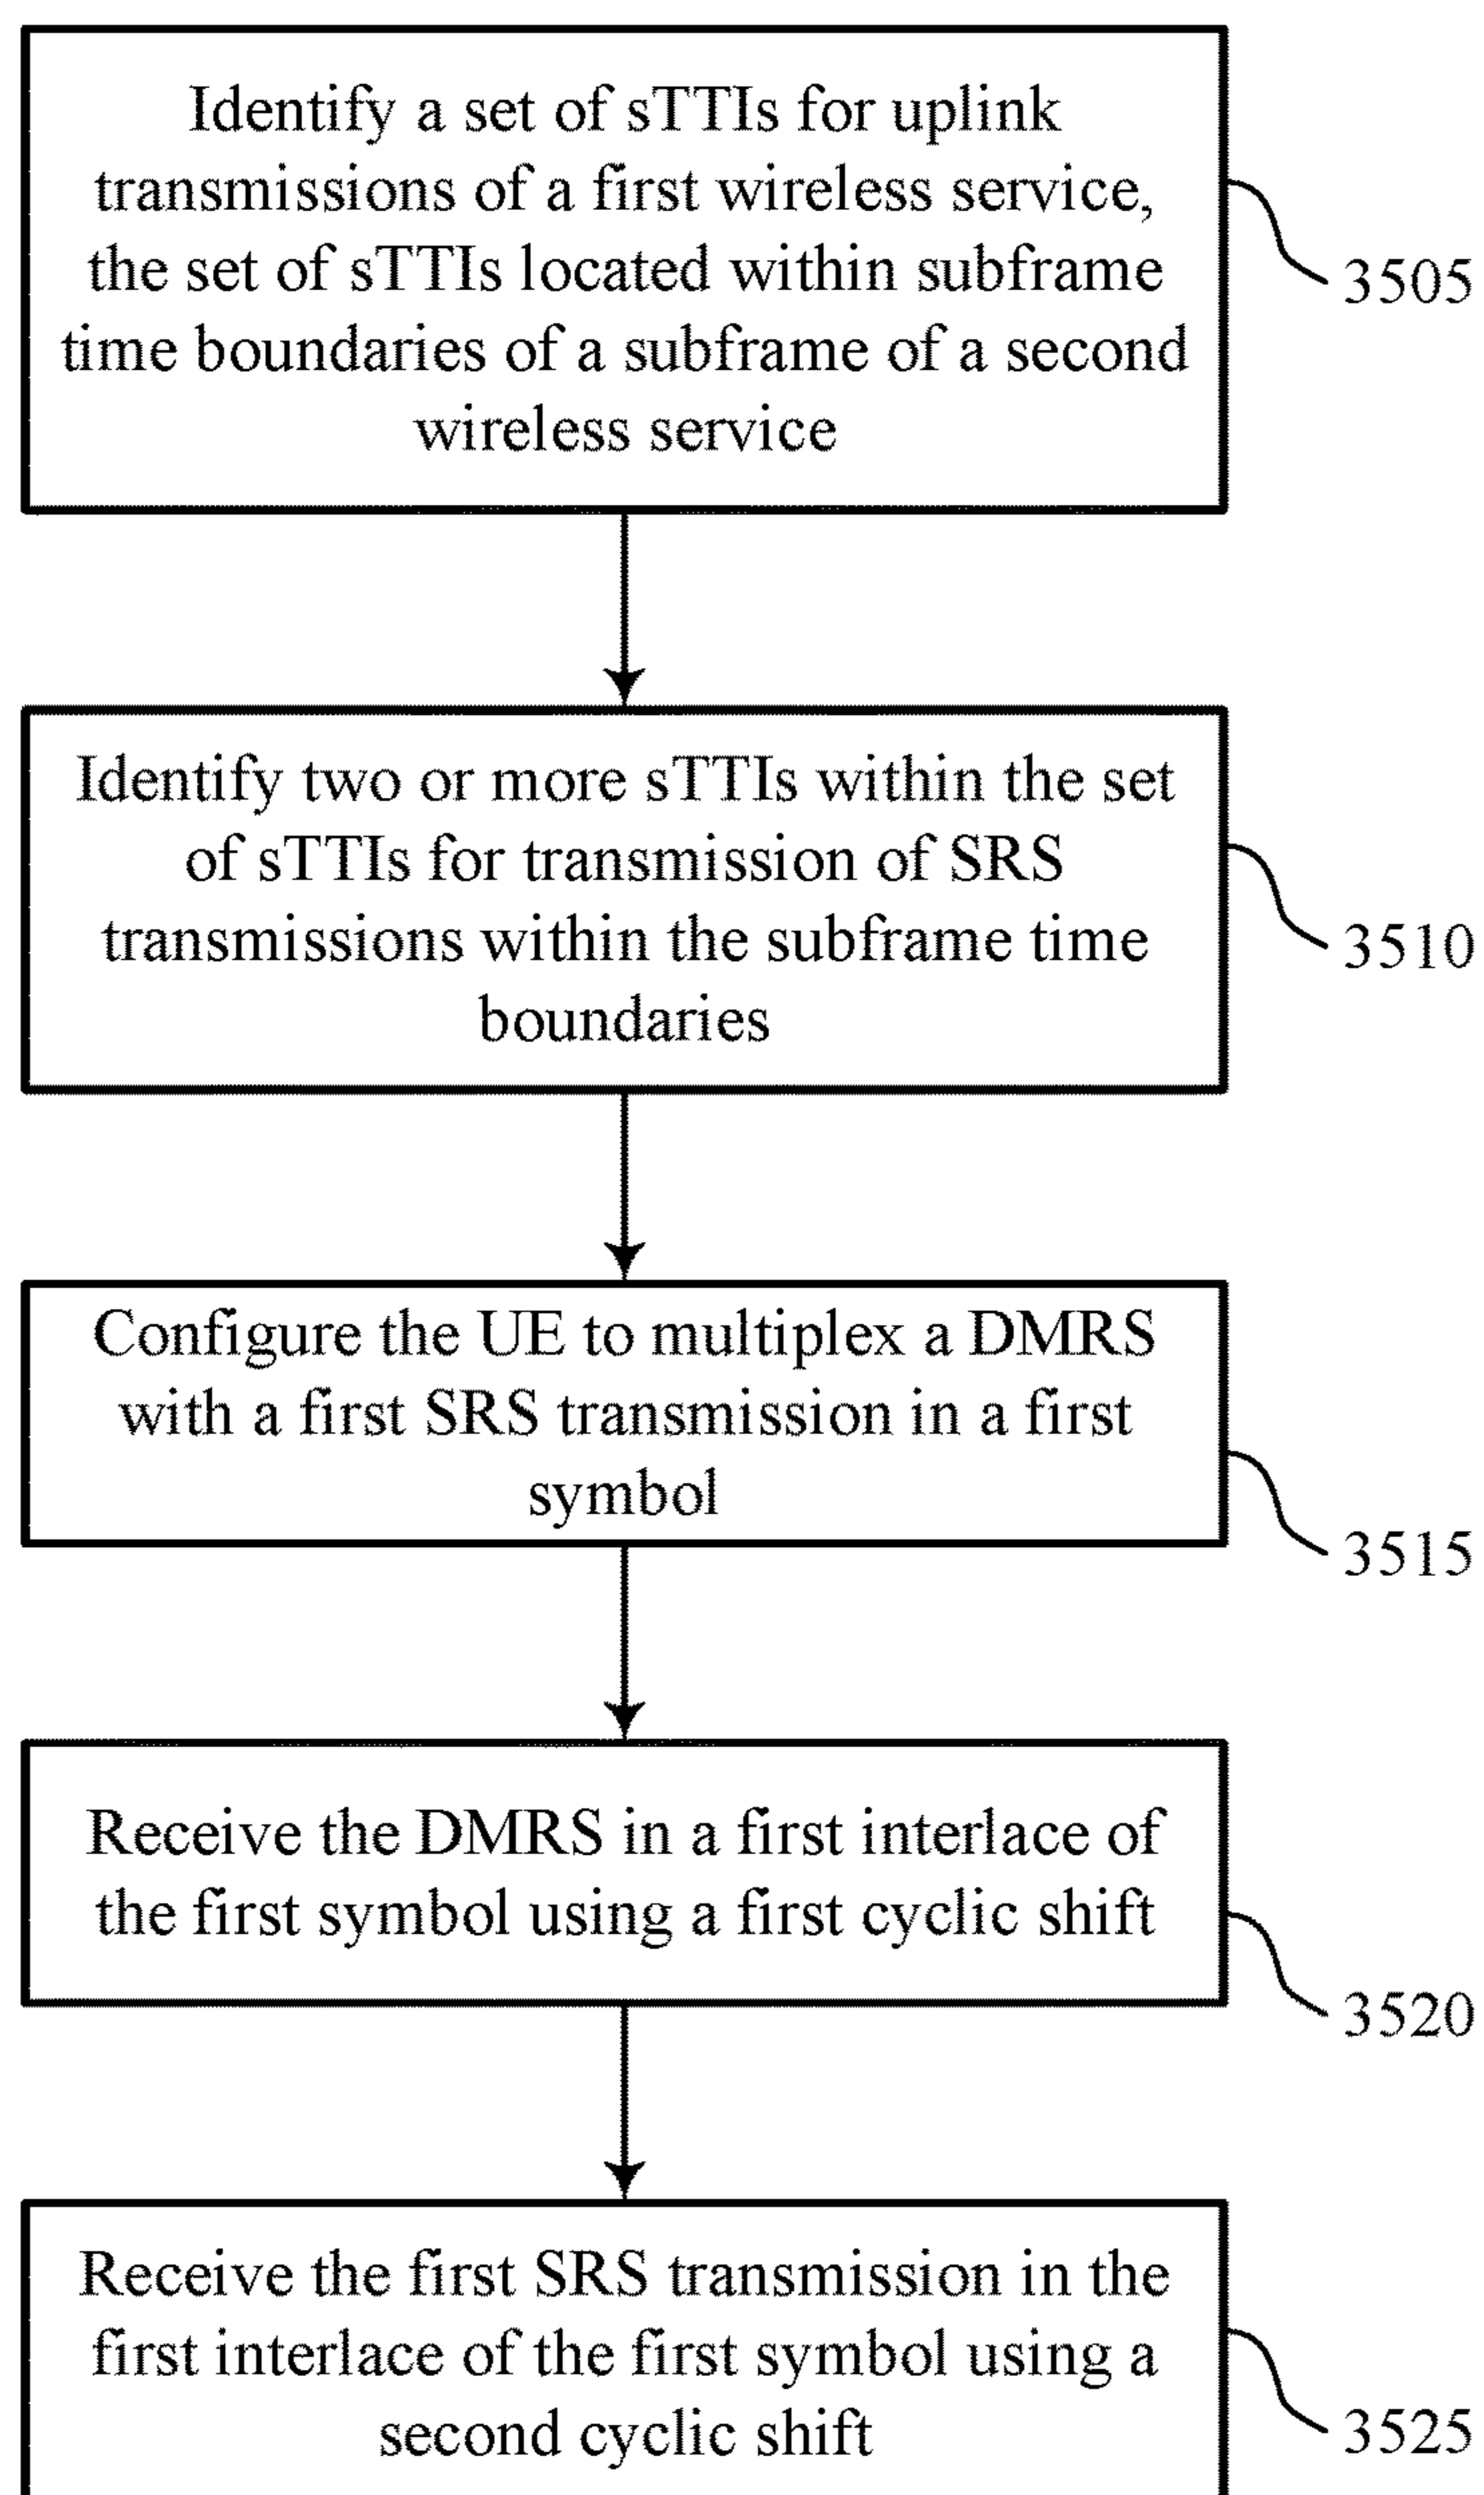 Identify a set of sTTIs for uplink
transmissions of a first wireless service,
the set of sTTIs located within subframe
time boundaries of a subframe of a second
wireless service
3505
Identify two or more sTTIs within the set
of sTTIs for transmission of SRS
transmissions within the subframe time
boundaries
3510
Configure the UE to multiplex a DMRS
with a first SRS transmission in a first
symbol
3515
Receive the DMRS in a first interlace of
the first symbol using a first cyclic shift
3520
Receive the first SRS transmission in the
first interlace of the first symbol using a
second cyclic shift
3525